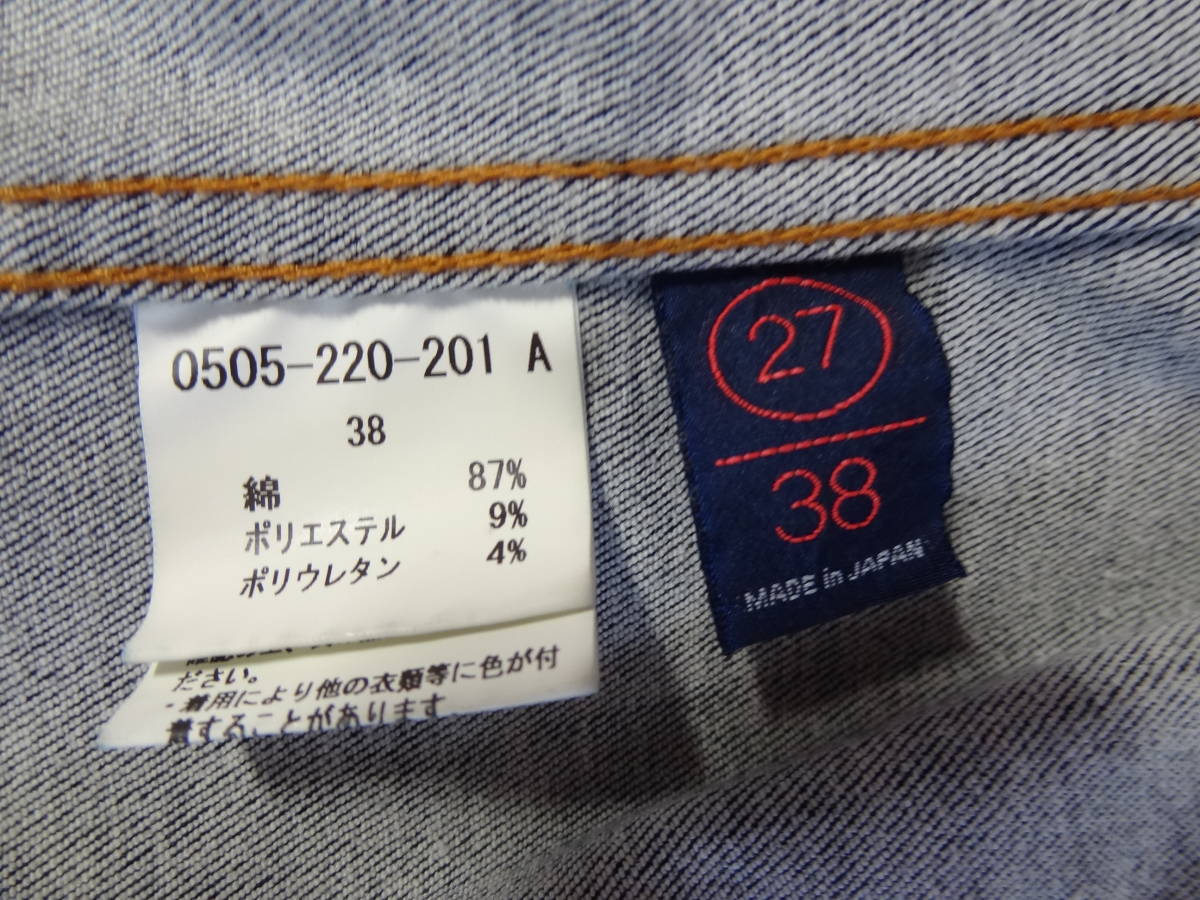 0505-220-201 A
38
綿 87%
ポリエステル 9%
ポリウレタン 4%
ださい。
・着用により他の衣類等に色が付
着することがあります
27
38
MADE in JAPAN